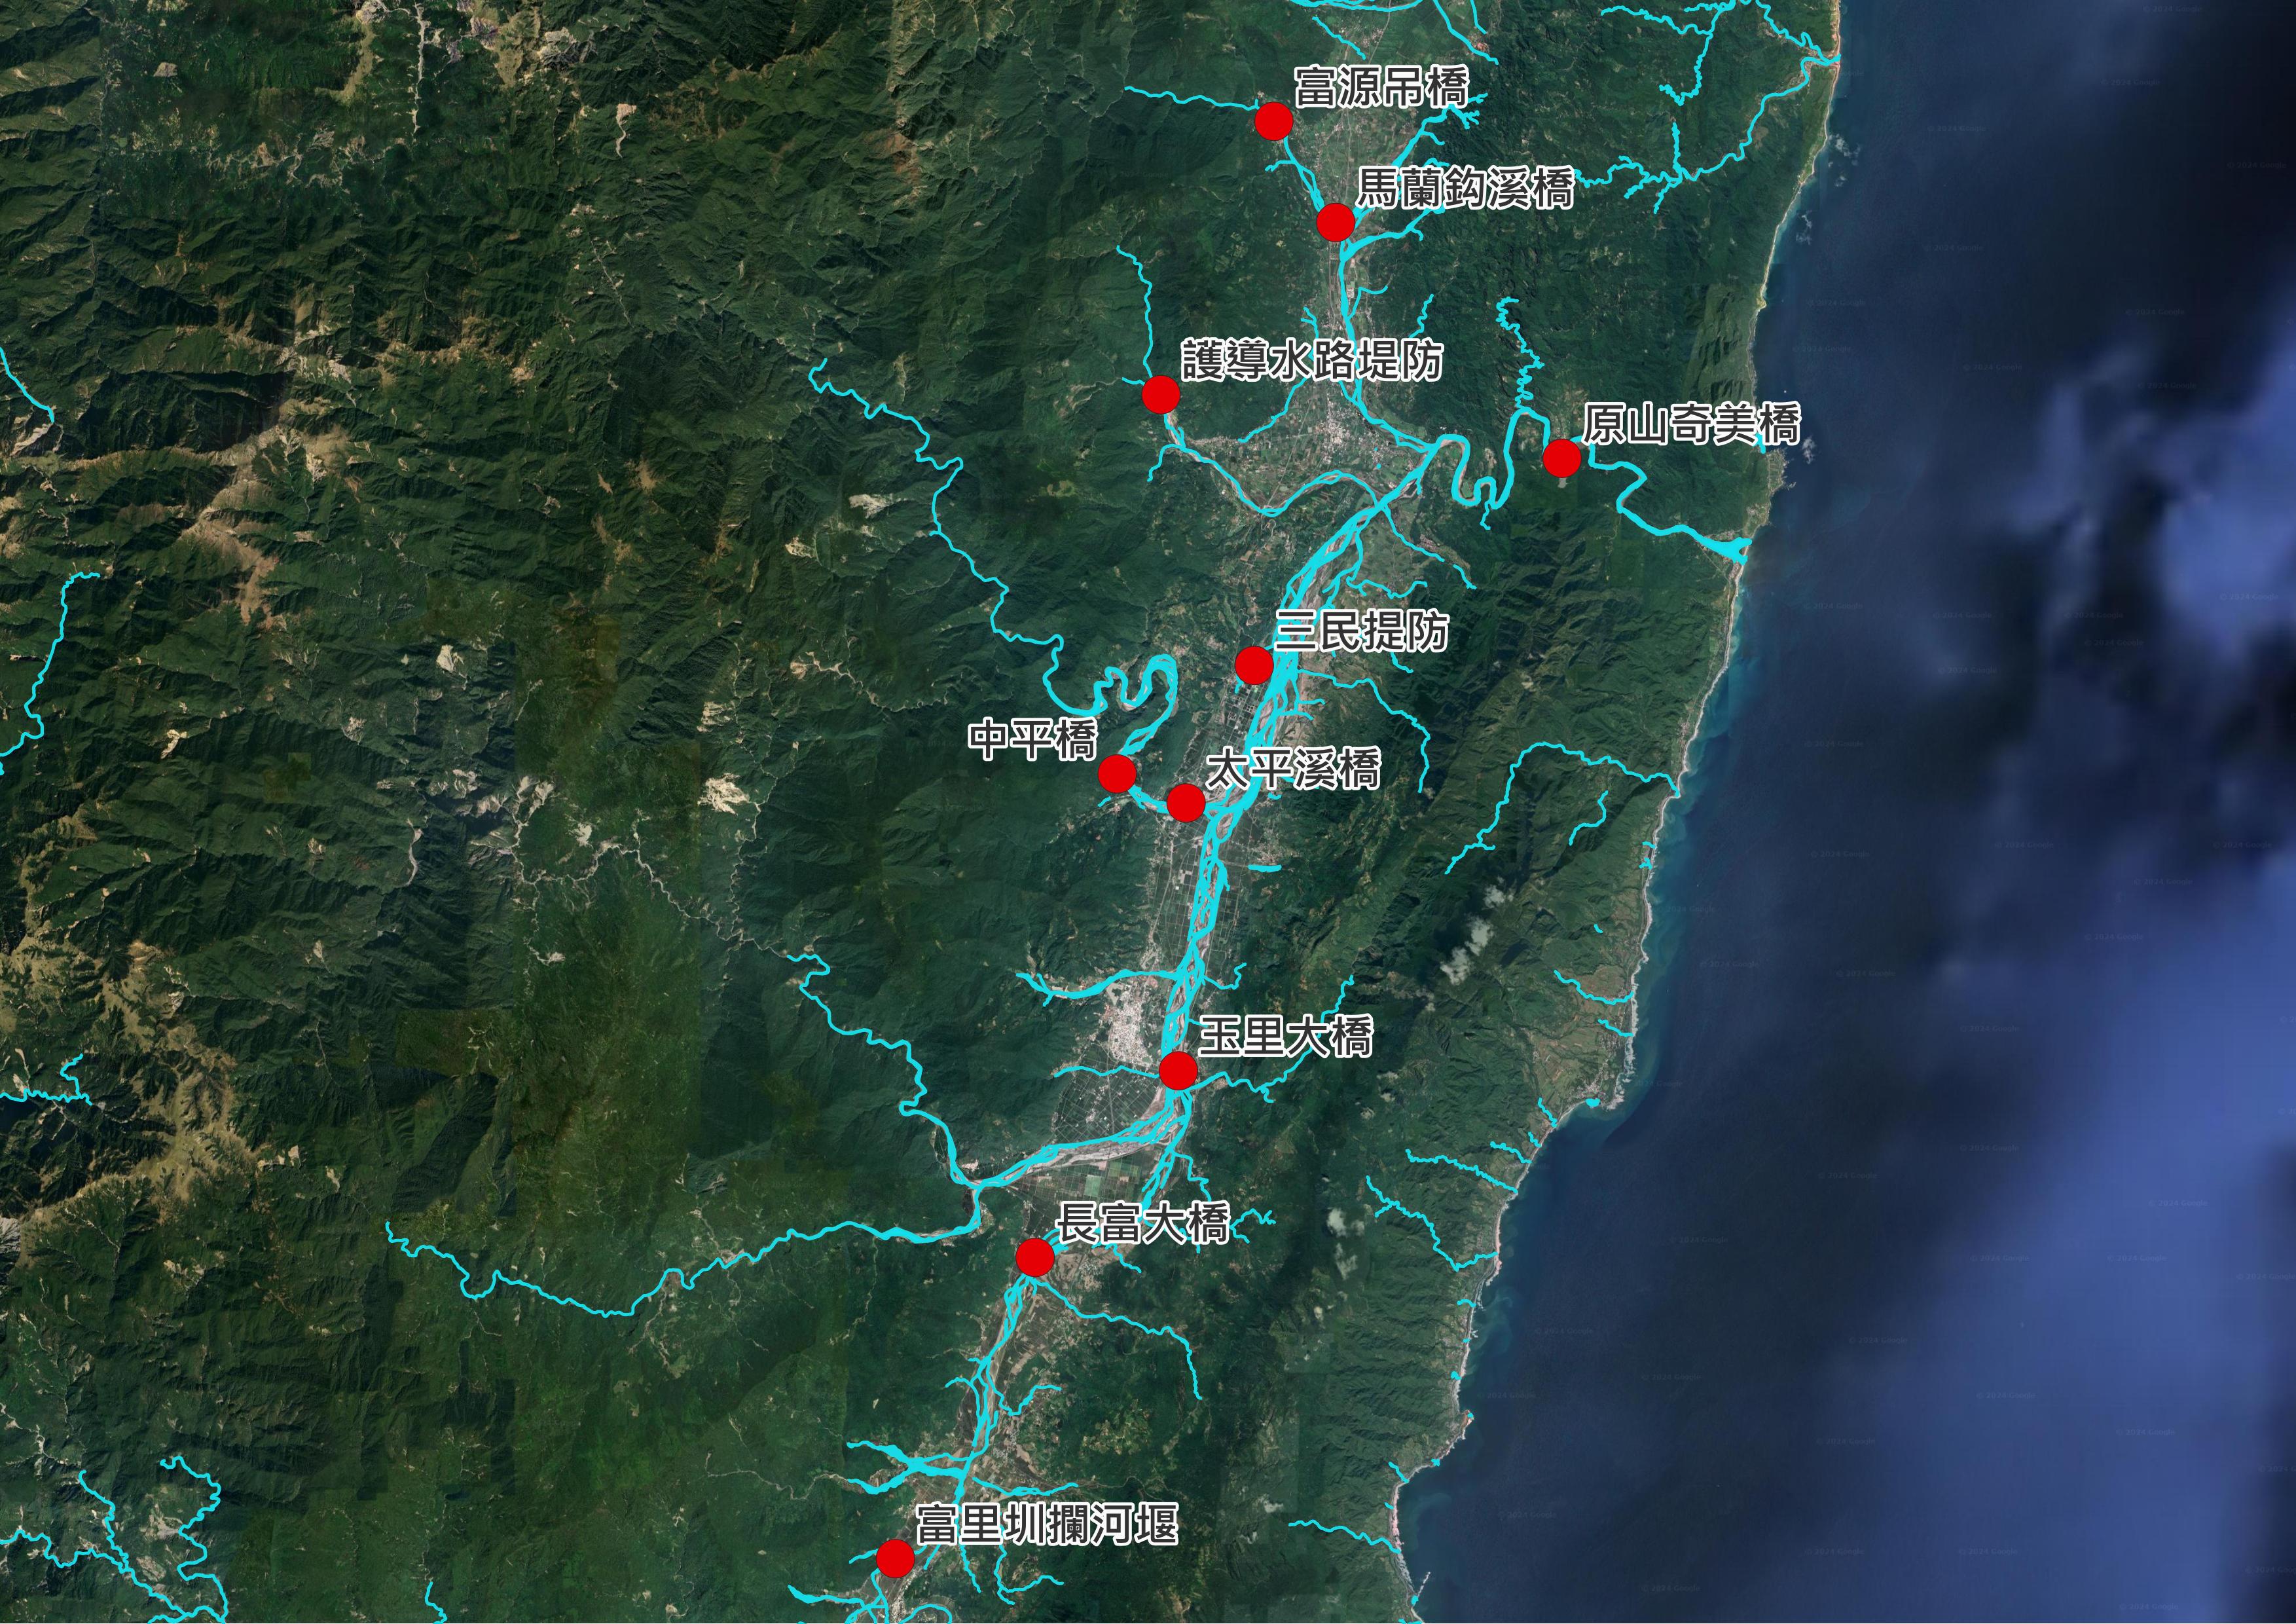 富源吊橋
馬蘭鈎溪橋
護導水路堤防
原山奇美橋
三民提防
中平橋
太平溪橋
玉里大橋
長富大橋
富里圳攔河堰